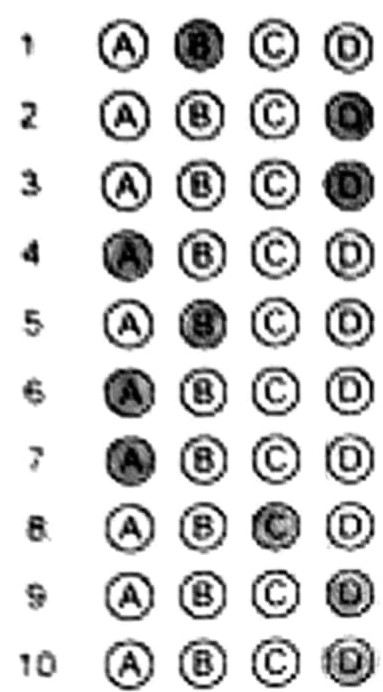 1 A B C D
2 A B C D
3 A B C D
4 A B C D
5 A B C D
6 A B C D
7 A B C D
8 A B C D
9 A B C D
10 A B C D